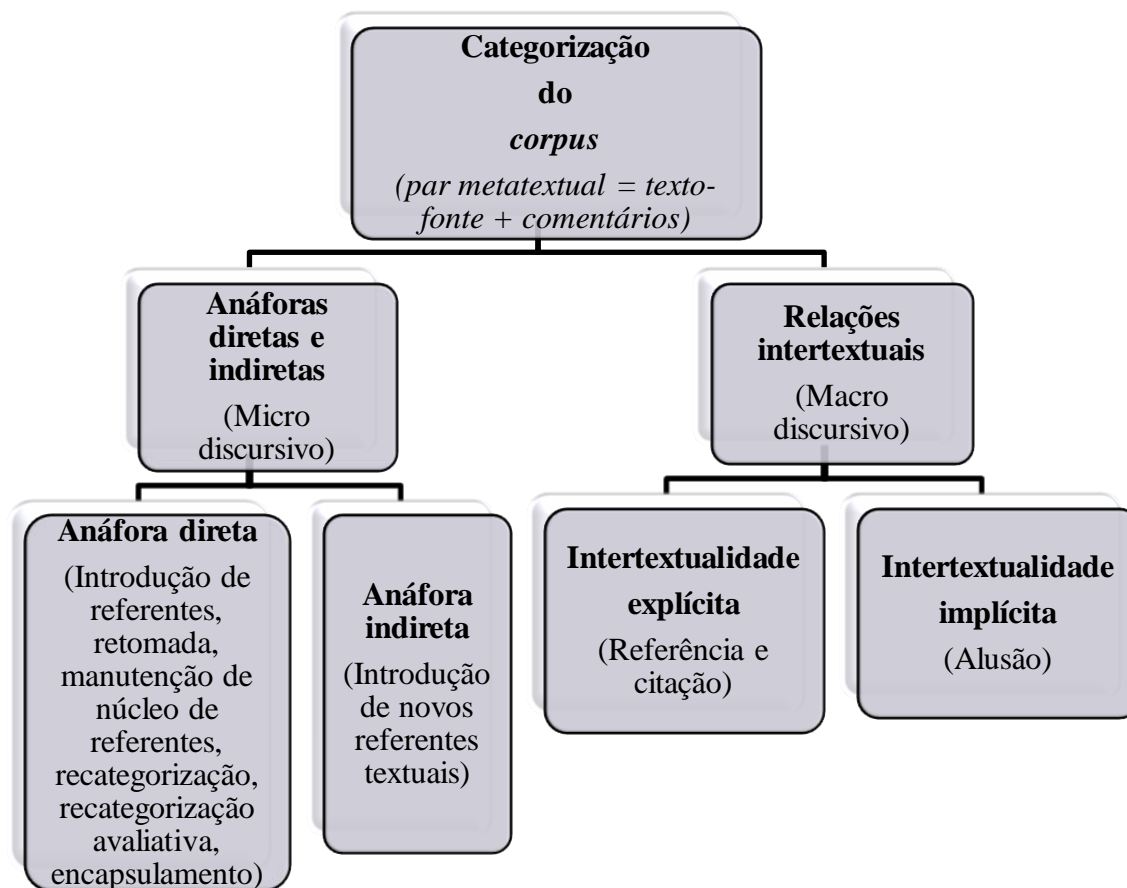 Categorização
do
corpus
(par metatextual = texto-
fonte + comentários)
Anáforas
diretas e
indiretas
(Micro
discursivo)
Relações
intertextuais
(Macro
discursivo)
Anáfora direta
(Introdução de
referentes,
retomada,
manutenção de
núcleo de
referentes,
recategorização,
recategorização
avaliativa,
encapsulamento)
Anáfora
indireta
(Introdução
de novos
referentes
textuais)
Intertextualidade
explícita
(Referência e
citação)
Intertextualidade
implícita
(Alusão)